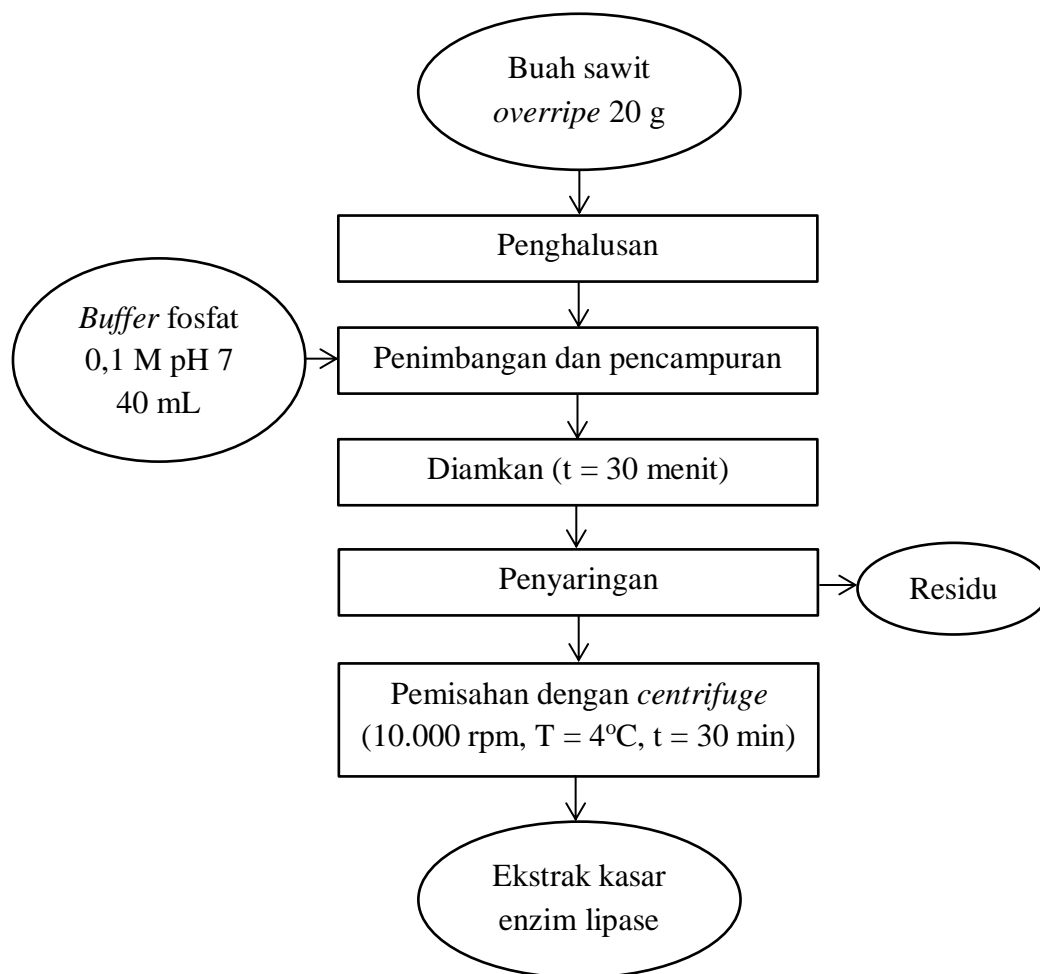 Buah sawit
overripe 20 g
Penghalusan
Buffer fosfat
0,1 M pH 7
40 mL
Penimbangan dan pencampuran
Diamkan (t = 30 menit)
Penyaringan
Residu
Pemisahan dengan centrifuge
(10.000 rpm, T = 4°C, t = 30 min)
Ekstrak kasar
enzim lipase